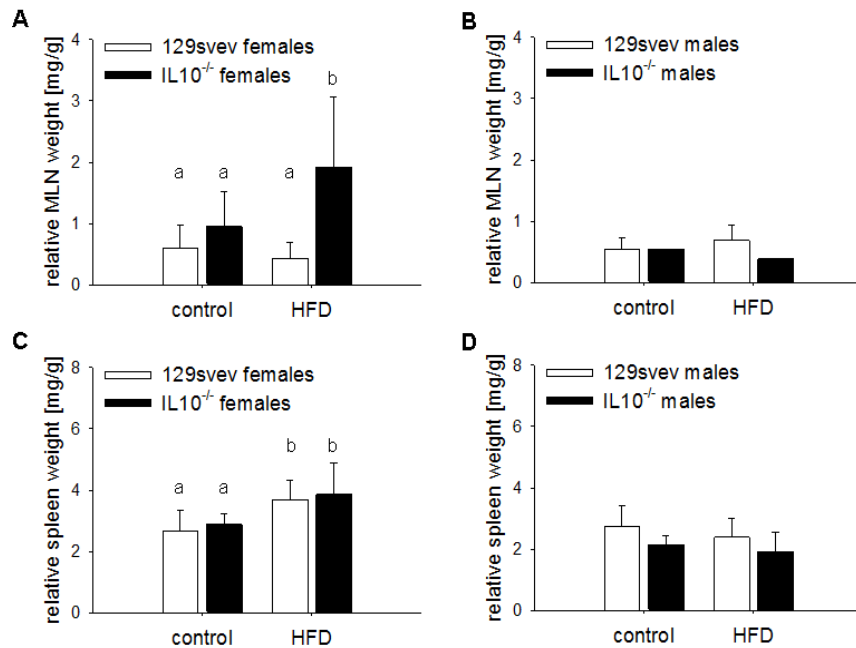 A
129svev females
IL10-/- females
relative MLN weight [mg/g]
4
3
2
1
0
a a a b
control HFD
B
129svev males
IL10-/- males
relative MLN weight [mg/g]
4
3
2
1
0
control HFD
C
129svev females
IL10-/- females
relative spleen weight [mg/g]
8
6
4
2
0
a a b b
control HFD
D
129svev males
IL10-/- males
relative spleen weight [mg/g]
8
6
4
2
0
control HFD